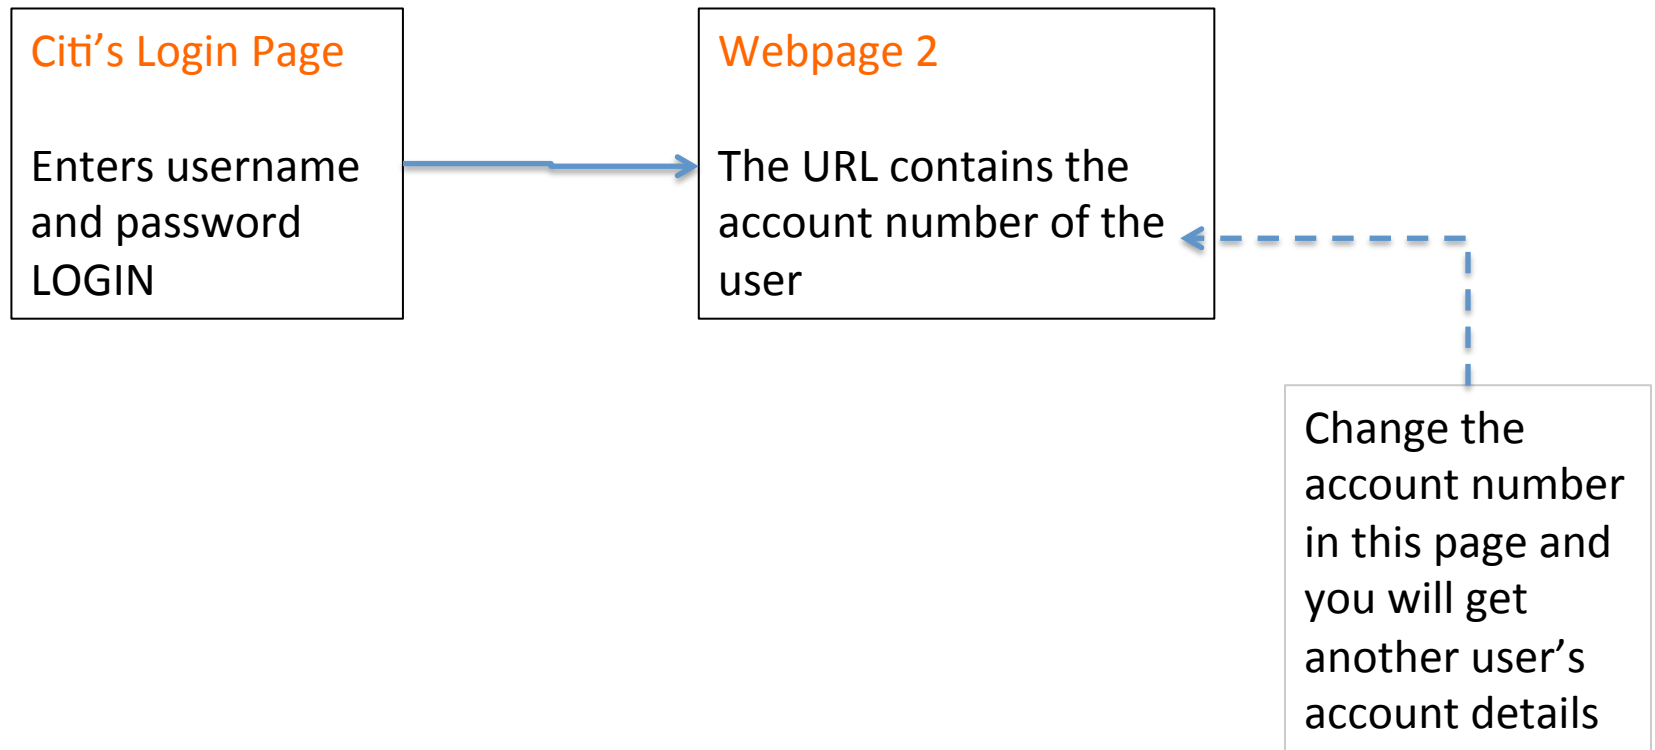 Citi’s Login Page
Enters username
and password
LOGIN
Webpage 2
The URL contains the
account number of the
user
Change the
account number
in this page and
you will get
another user’s
account details